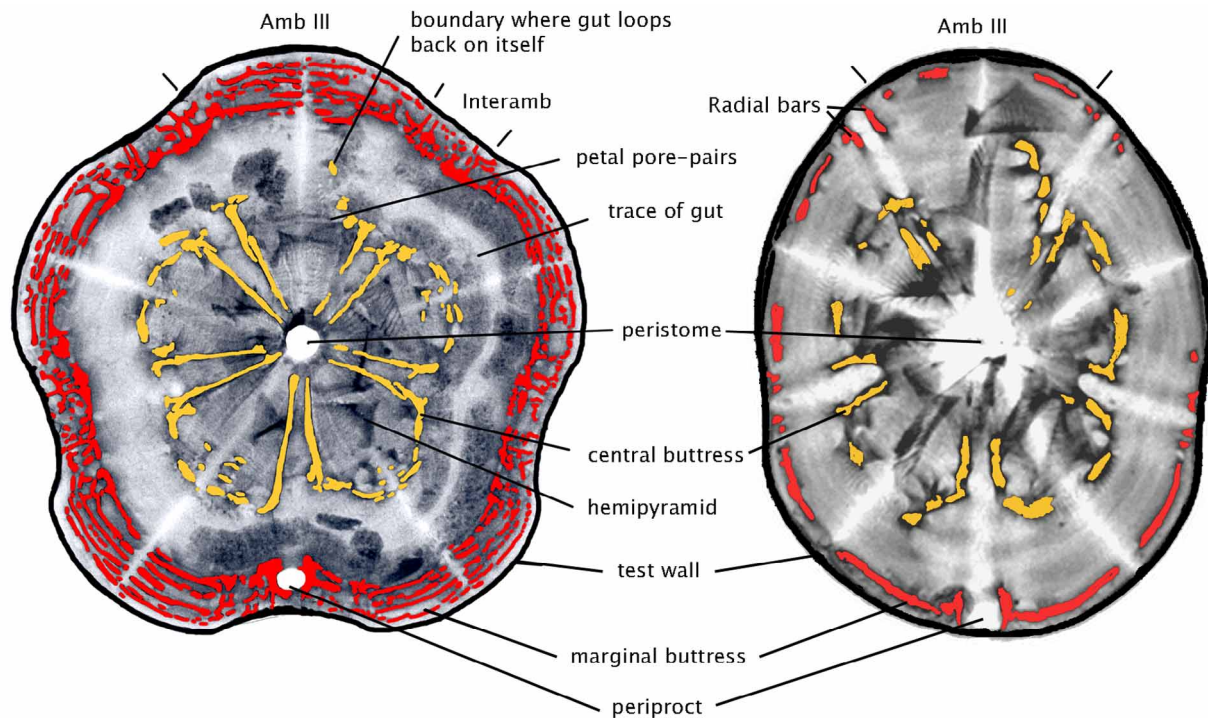 Amb III
boundary where gut loops
back on itself
Amb III
Interamb
Radial bars
petal pore-pairs
trace of gut
peristome
central buttress
hemipyramid
test wall
marginal buttress
periproct